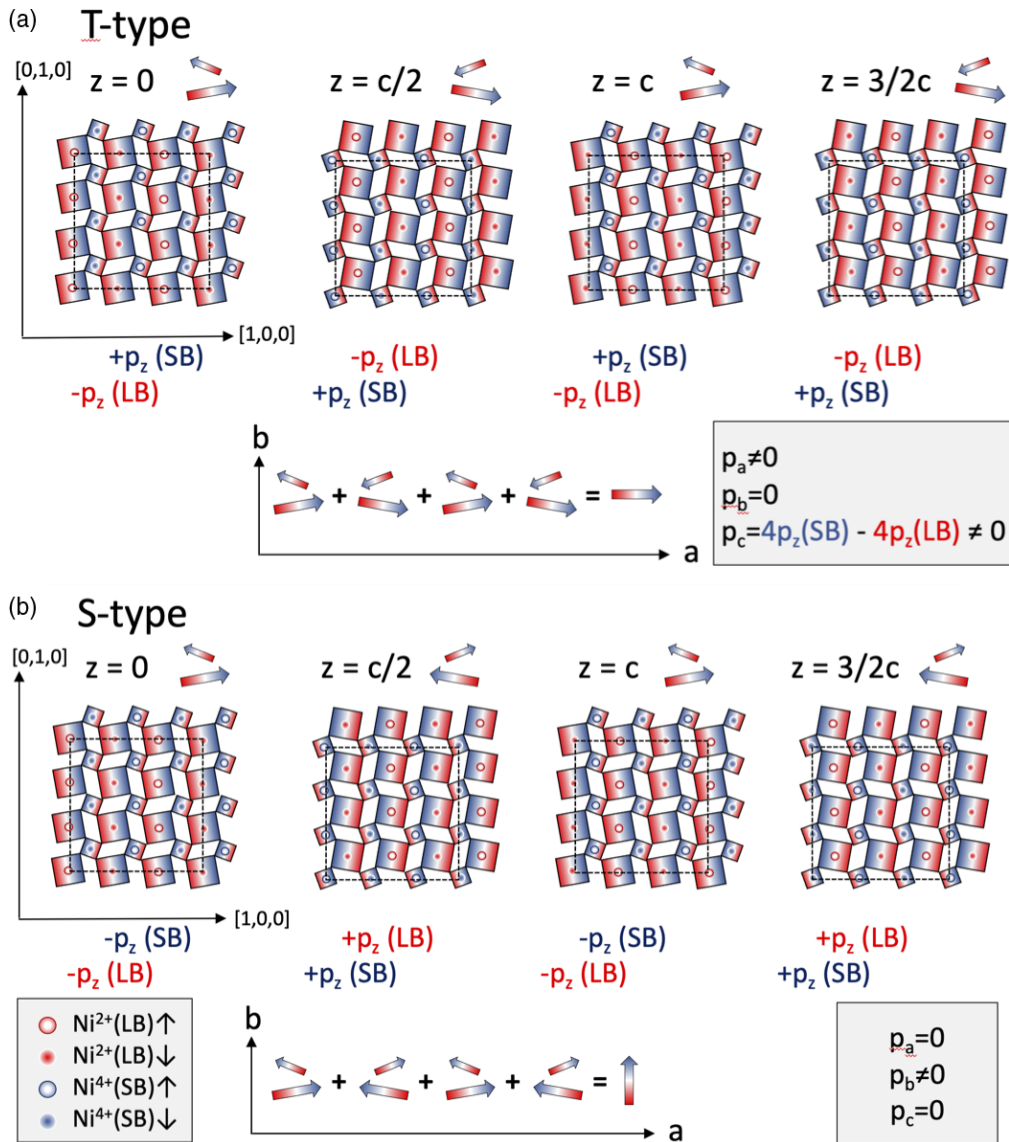 (a) T-type
[0,1,0]
z = 0
z = c/2
z = c
z = 3/2c
[1,0,0]
+pz (SB)
-pz (LB)
+pz (SB)
-pz (LB)
-pz (LB)
+pz (SB)
-pz (LB)
+pz (SB)
b
+ + + =
a
pa≠0
pb=0
pc=4pz(SB) - 4pz(LB) ≠ 0
(b) S-type
[0,1,0]
z = 0
z = c/2
z = c
z = 3/2c
[1,0,0]
-pz (SB)
+pz (LB)
-pz (SB)
+pz (LB)
-pz (LB)
+pz (SB)
-pz (LB)
+pz (SB)
Ni2+(LB)↑
Ni2+(LB)↓
Ni4+(SB)↑
Ni4+(SB)↓
b
+ + + =
a
pa=0
pb≠0
pc=0